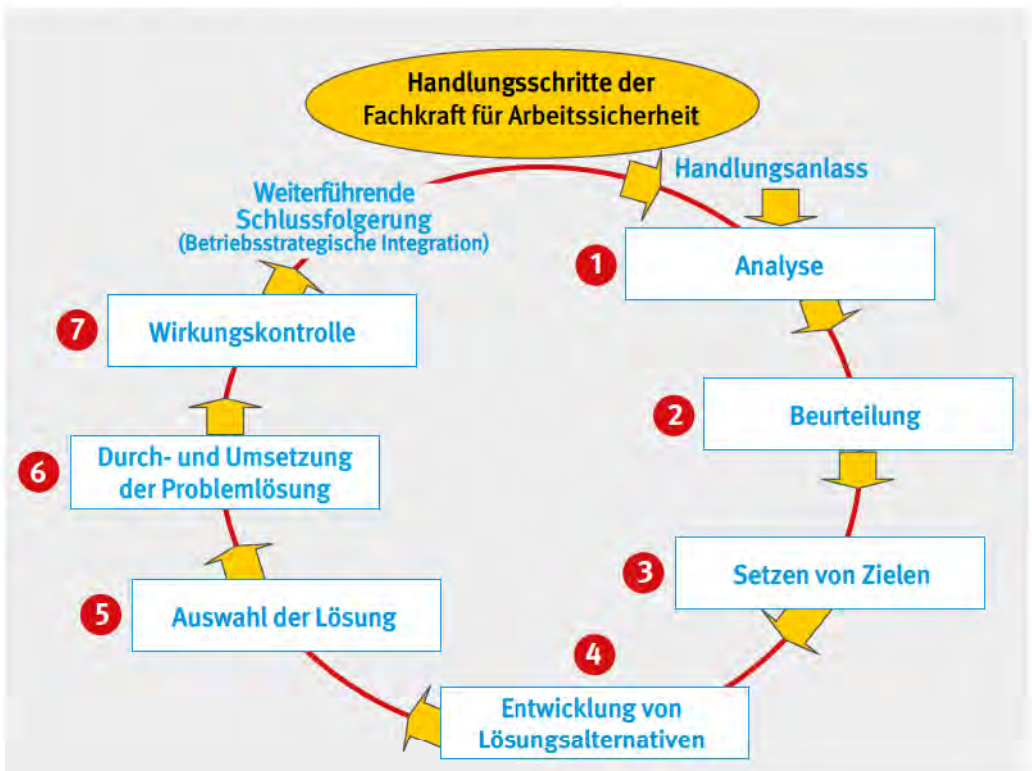 Handlungsschritte der
Fachkraft für Arbeitssicherheit
Handlungsanlass
1
Analyse
2
Beurteilung
3
Setzen von Zielen
4
Entwicklung von
Lösungsalternativen
5
Auswahl der Lösung
6
Durch- und Umsetzung
der Problemlösung
7
Wirkungskontrolle
Weiterführende
Schlussfolgerung
(Betriebsstrategische Integration)